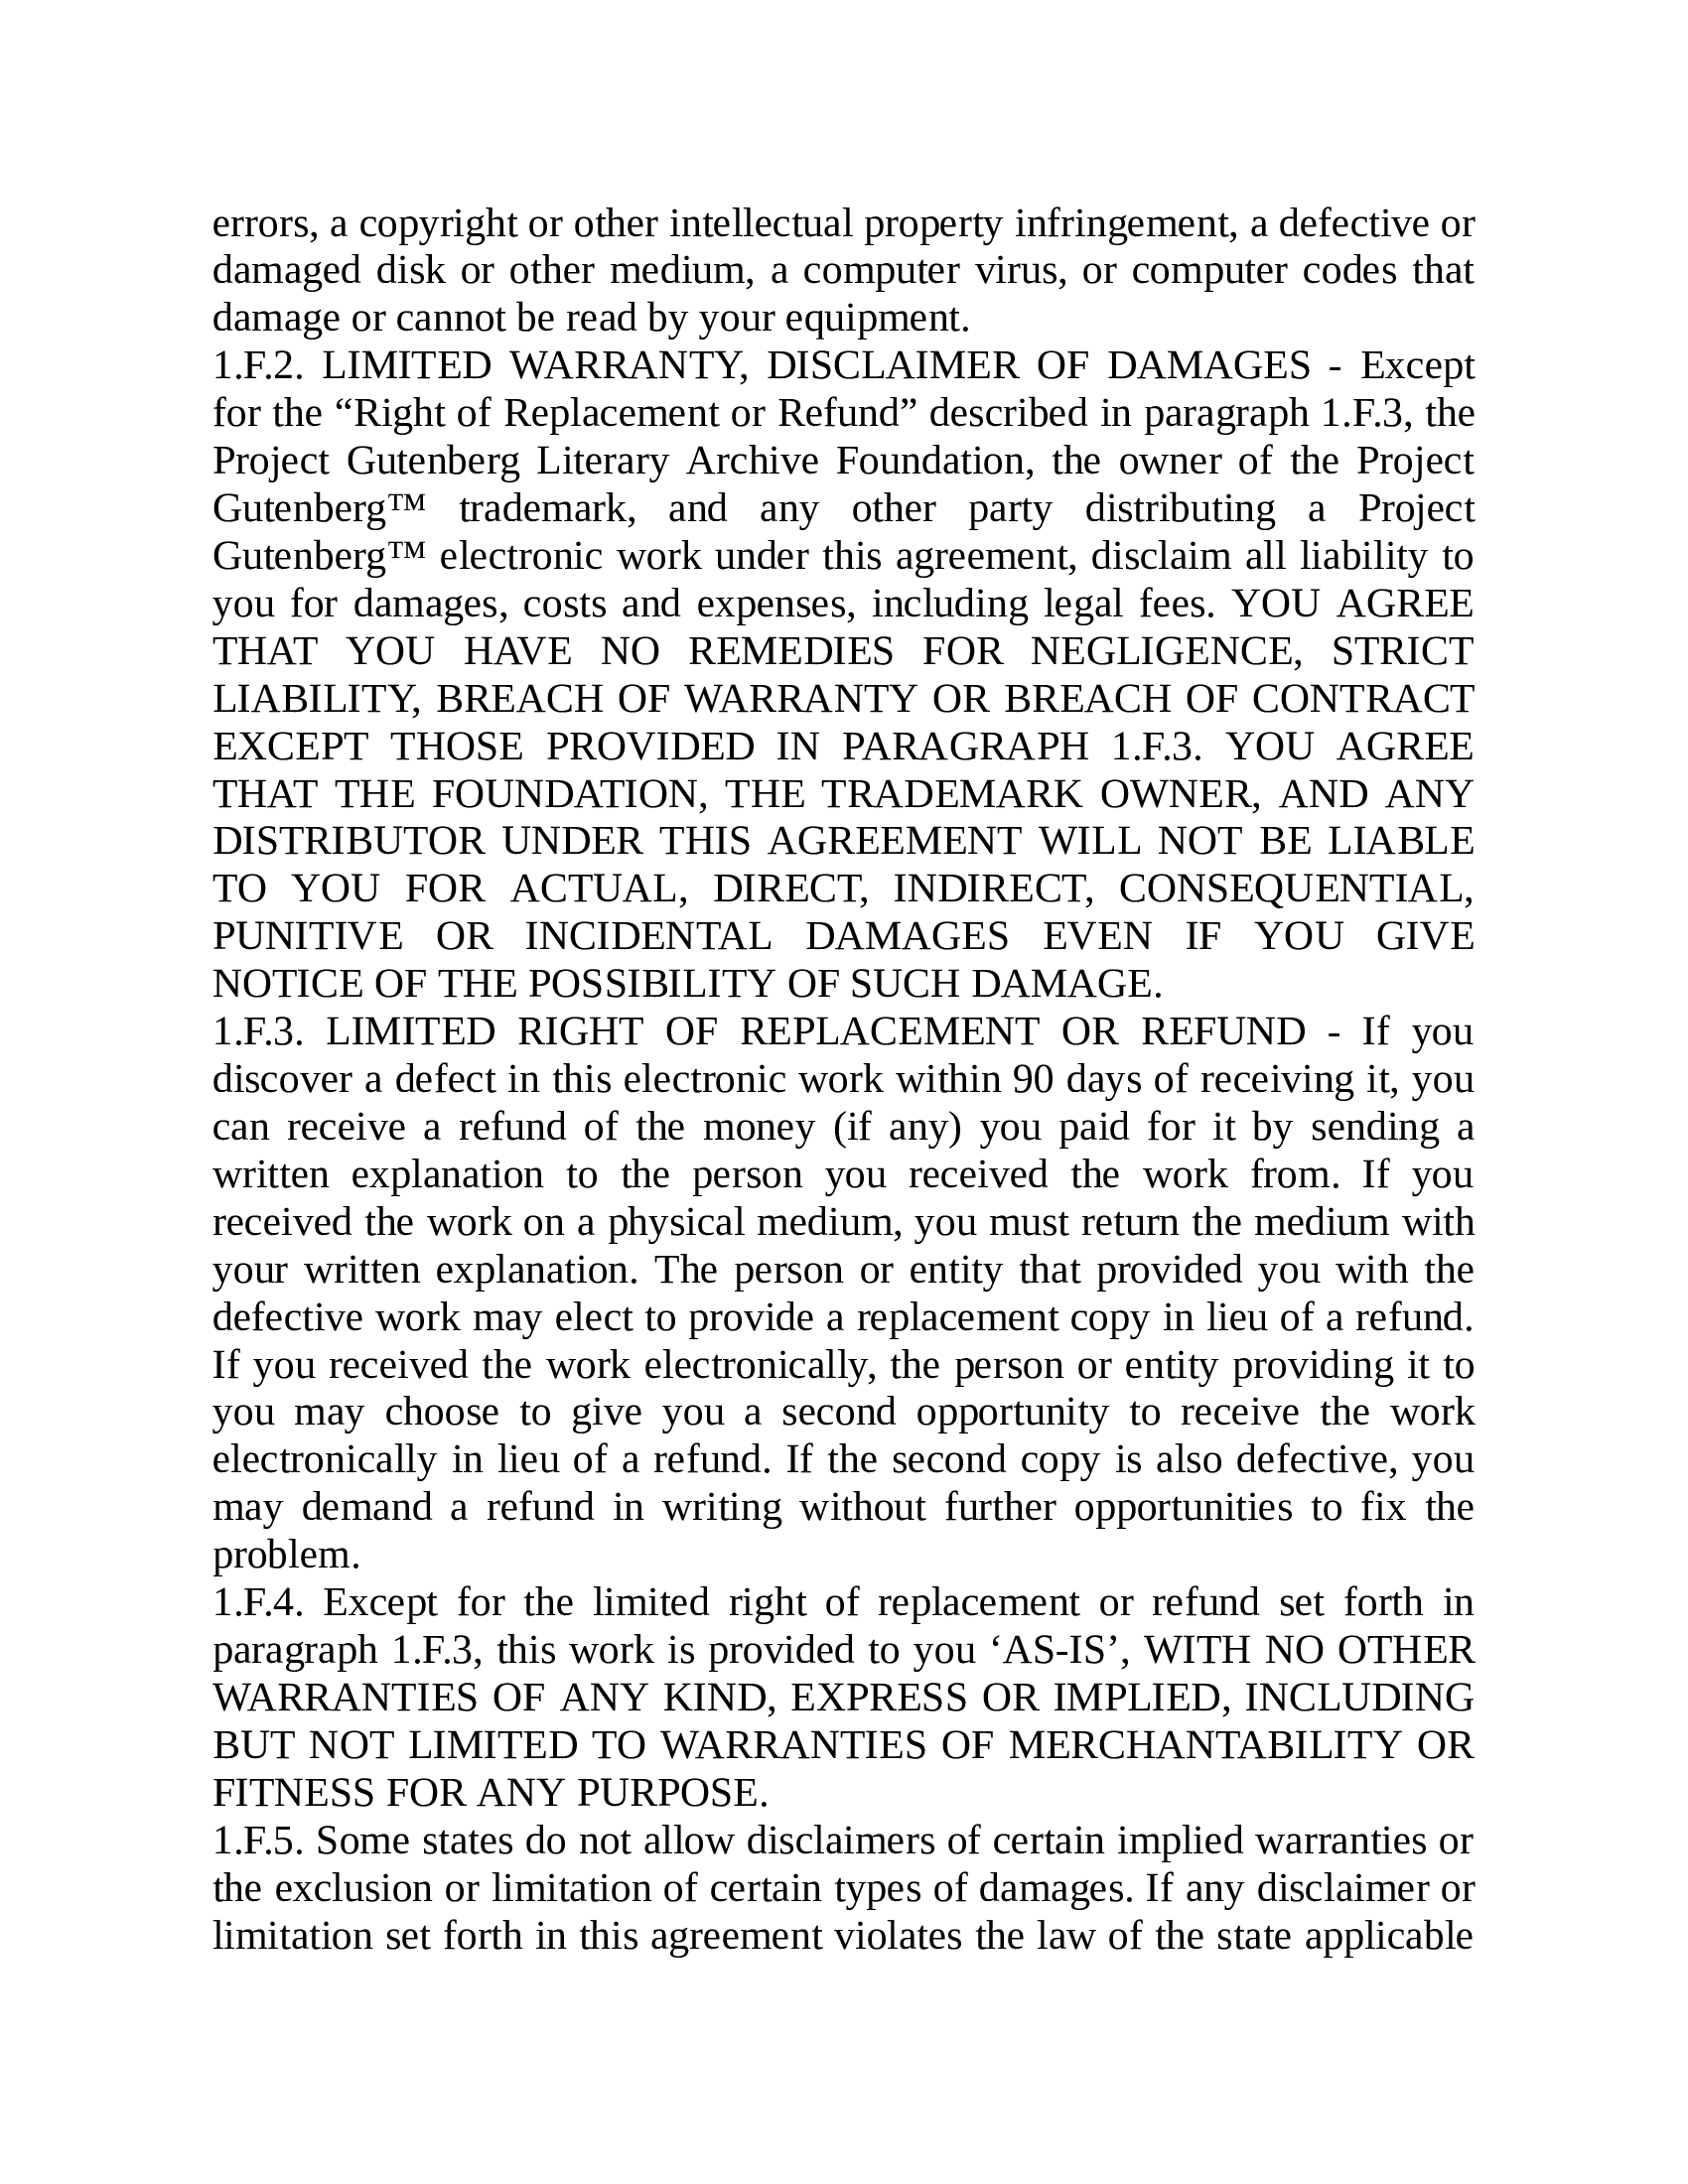 errors, a copyright or other intellectual property infringement, a defective or
damaged disk or other medium, a computer virus, or computer codes that
damage or cannot be read by your equipment.
1.F.2. LIMITED WARRANTY, DISCLAIMER OF DAMAGES - Except
for the “Right of Replacement or Refund” described in paragraph 1.F.3, the
Project Gutenberg Literary Archive Foundation, the owner of the Project
Gutenberg™ trademark, and any other party distributing a Project
Gutenberg™ electronic work under this agreement, disclaim all liability to
you for damages, costs and expenses, including legal fees. YOU AGREE
THAT YOU HAVE NO REMEDIES FOR NEGLIGENCE, STRICT
LIABILITY, BREACH OF WARRANTY OR BREACH OF CONTRACT
EXCEPT THOSE PROVIDED IN PARAGRAPH 1.F.3. YOU AGREE
THAT THE FOUNDATION, THE TRADEMARK OWNER, AND ANY
DISTRIBUTOR UNDER THIS AGREEMENT WILL NOT BE LIABLE
TO YOU FOR ACTUAL, DIRECT, INDIRECT, CONSEQUENTIAL,
PUNITIVE OR INCIDENTAL DAMAGES EVEN IF YOU GIVE
NOTICE OF THE POSSIBILITY OF SUCH DAMAGE.
1.F.3. LIMITED RIGHT OF REPLACEMENT OR REFUND - If you
discover a defect in this electronic work within 90 days of receiving it, you
can receive a refund of the money (if any) you paid for it by sending a
written explanation to the person you received the work from. If you
received the work on a physical medium, you must return the medium with
your written explanation. The person or entity that provided you with the
defective work may elect to provide a replacement copy in lieu of a refund.
If you received the work electronically, the person or entity providing it to
you may choose to give you a second opportunity to receive the work
electronically in lieu of a refund. If the second copy is also defective, you
may demand a refund in writing without further opportunities to fix the
problem.
1.F.4. Except for the limited right of replacement or refund set forth in
paragraph 1.F.3, this work is provided to you ‘AS-IS’, WITH NO OTHER
WARRANTIES OF ANY KIND, EXPRESS OR IMPLIED, INCLUDING
BUT NOT LIMITED TO WARRANTIES OF MERCHANTABILITY OR
FITNESS FOR ANY PURPOSE.
1.F.5. Some states do not allow disclaimers of certain implied warranties or
the exclusion or limitation of certain types of damages. If any disclaimer or
limitation set forth in this agreement violates the law of the state applicable